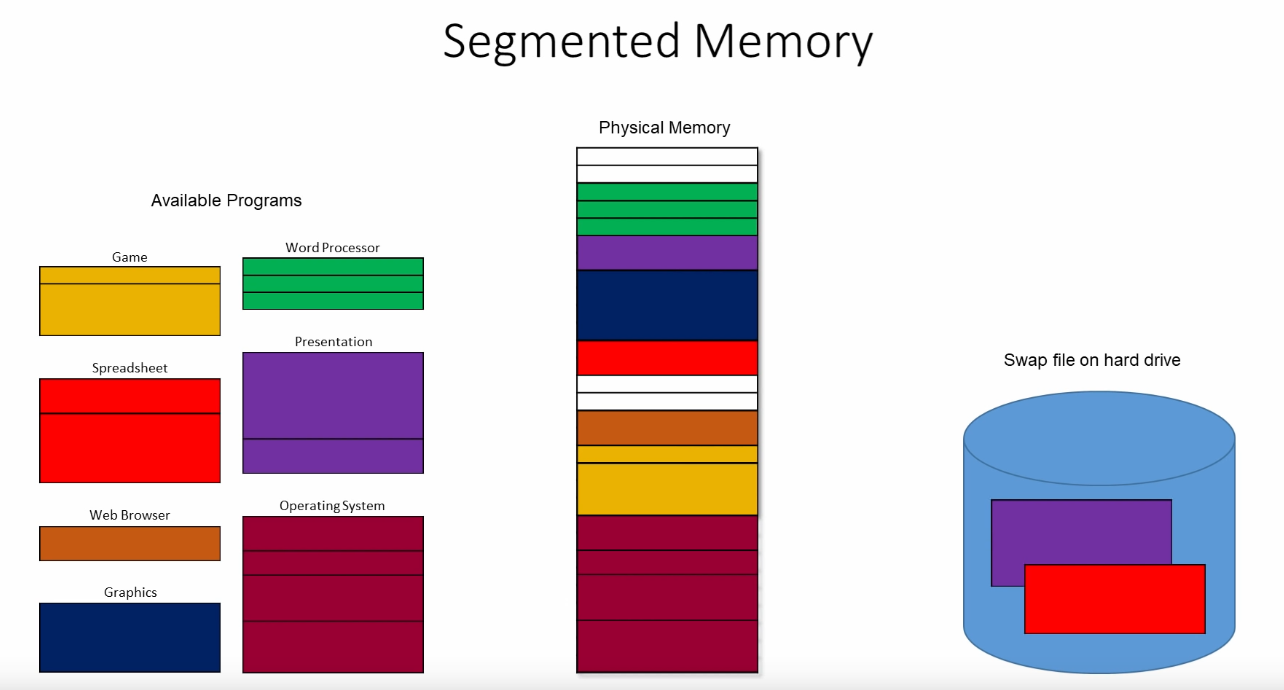 Segmented Memory
Physical Memory
Available Programs
Game
Word Processor
Spreadsheet
Presentation
Web Browser
Operating System
Graphics
Swap file on hard drive